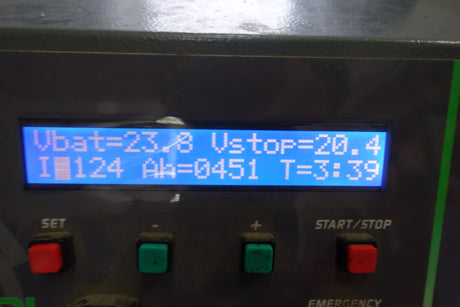 Vbat=23.8 Vstop=20.4
I=124 Ah=0451 T=3:39
SET - + START/STOP
EMERGENCY